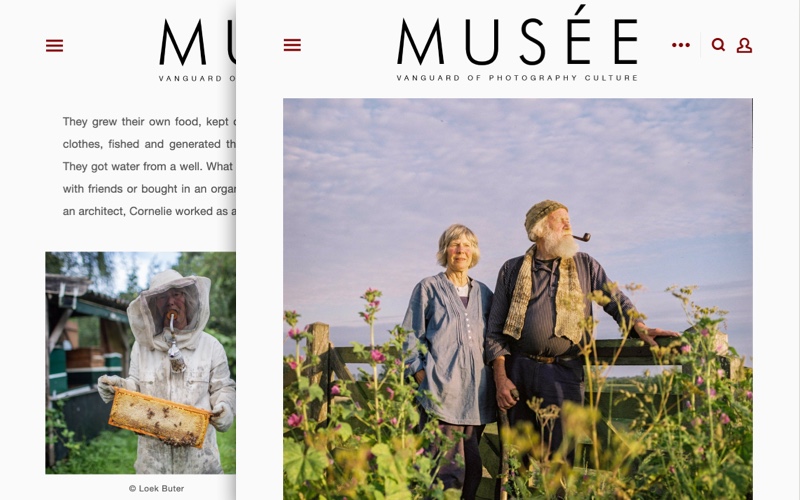 MU
VANGUARD O
They grew their own food, kept
clothes, fished and generated th
They got water from a well. What
with friends or bought in an organ
an architect, Cornelie worked as a
© Loek Buter
MUSÉE
VANGUARD OF PHOTOGRAPHY CULTURE